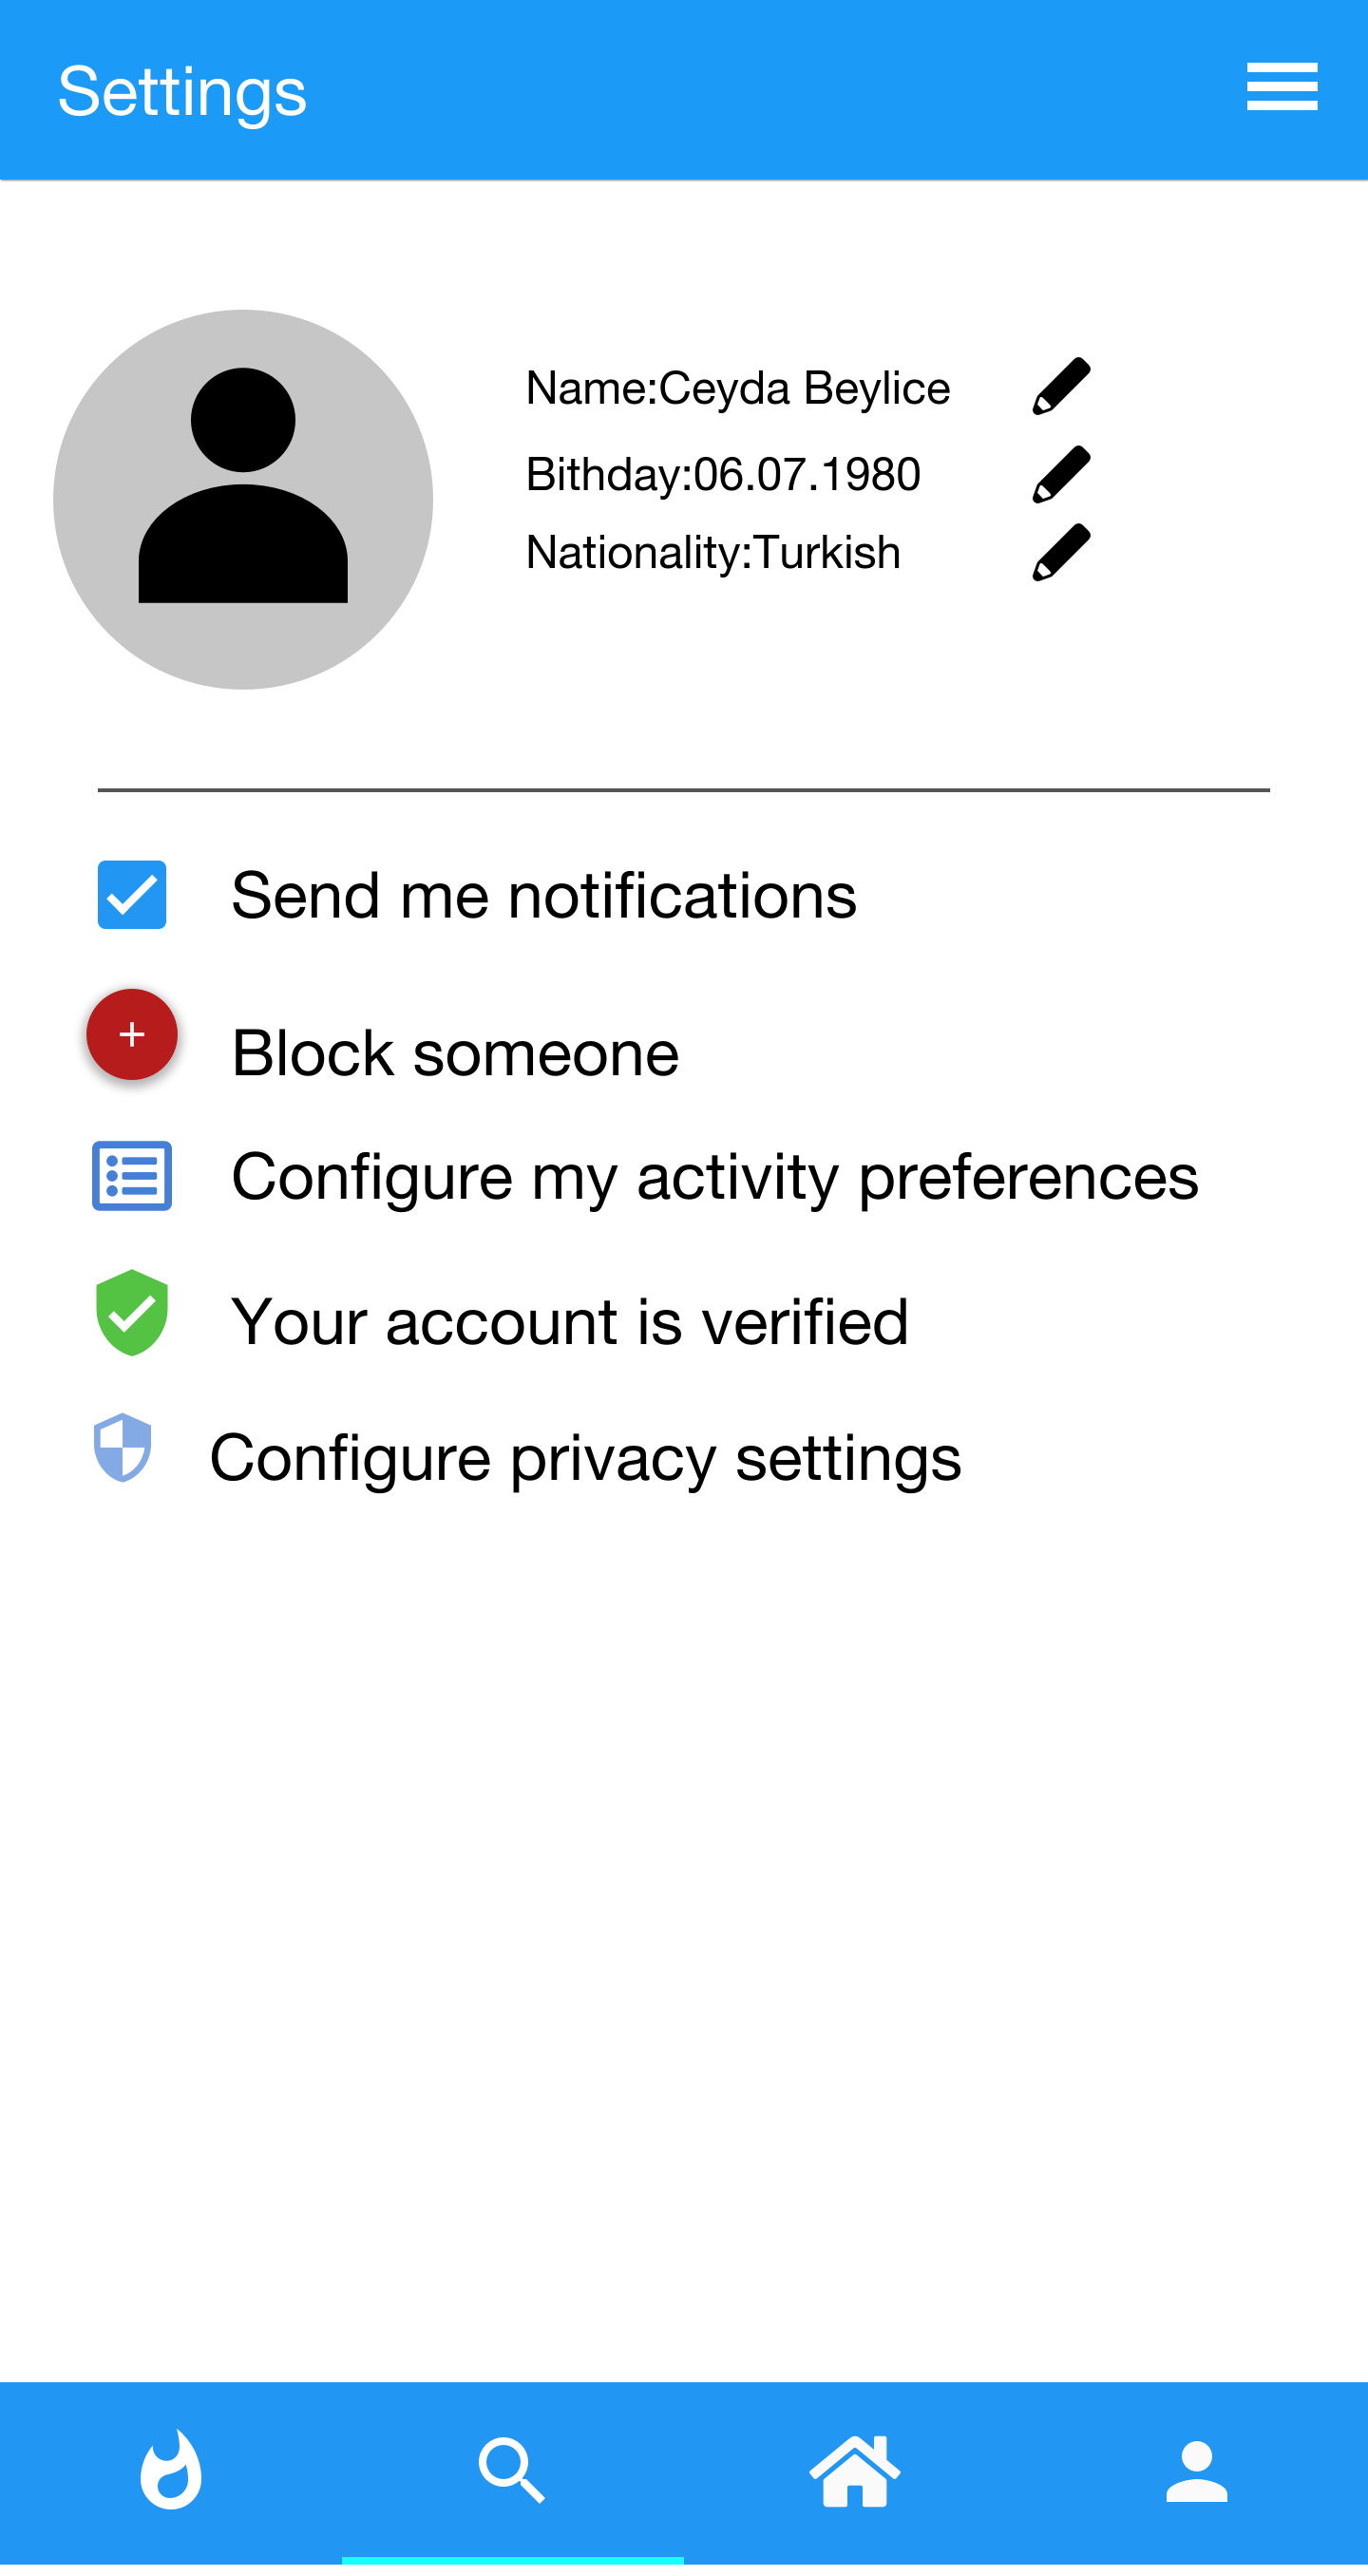 Settings
Name:Ceyda Beylice
Bithday:06.07.1980
Nationality:Turkish
Send me notifications
Block someone
Configure my activity preferences
Your account is verified
Configure privacy settings